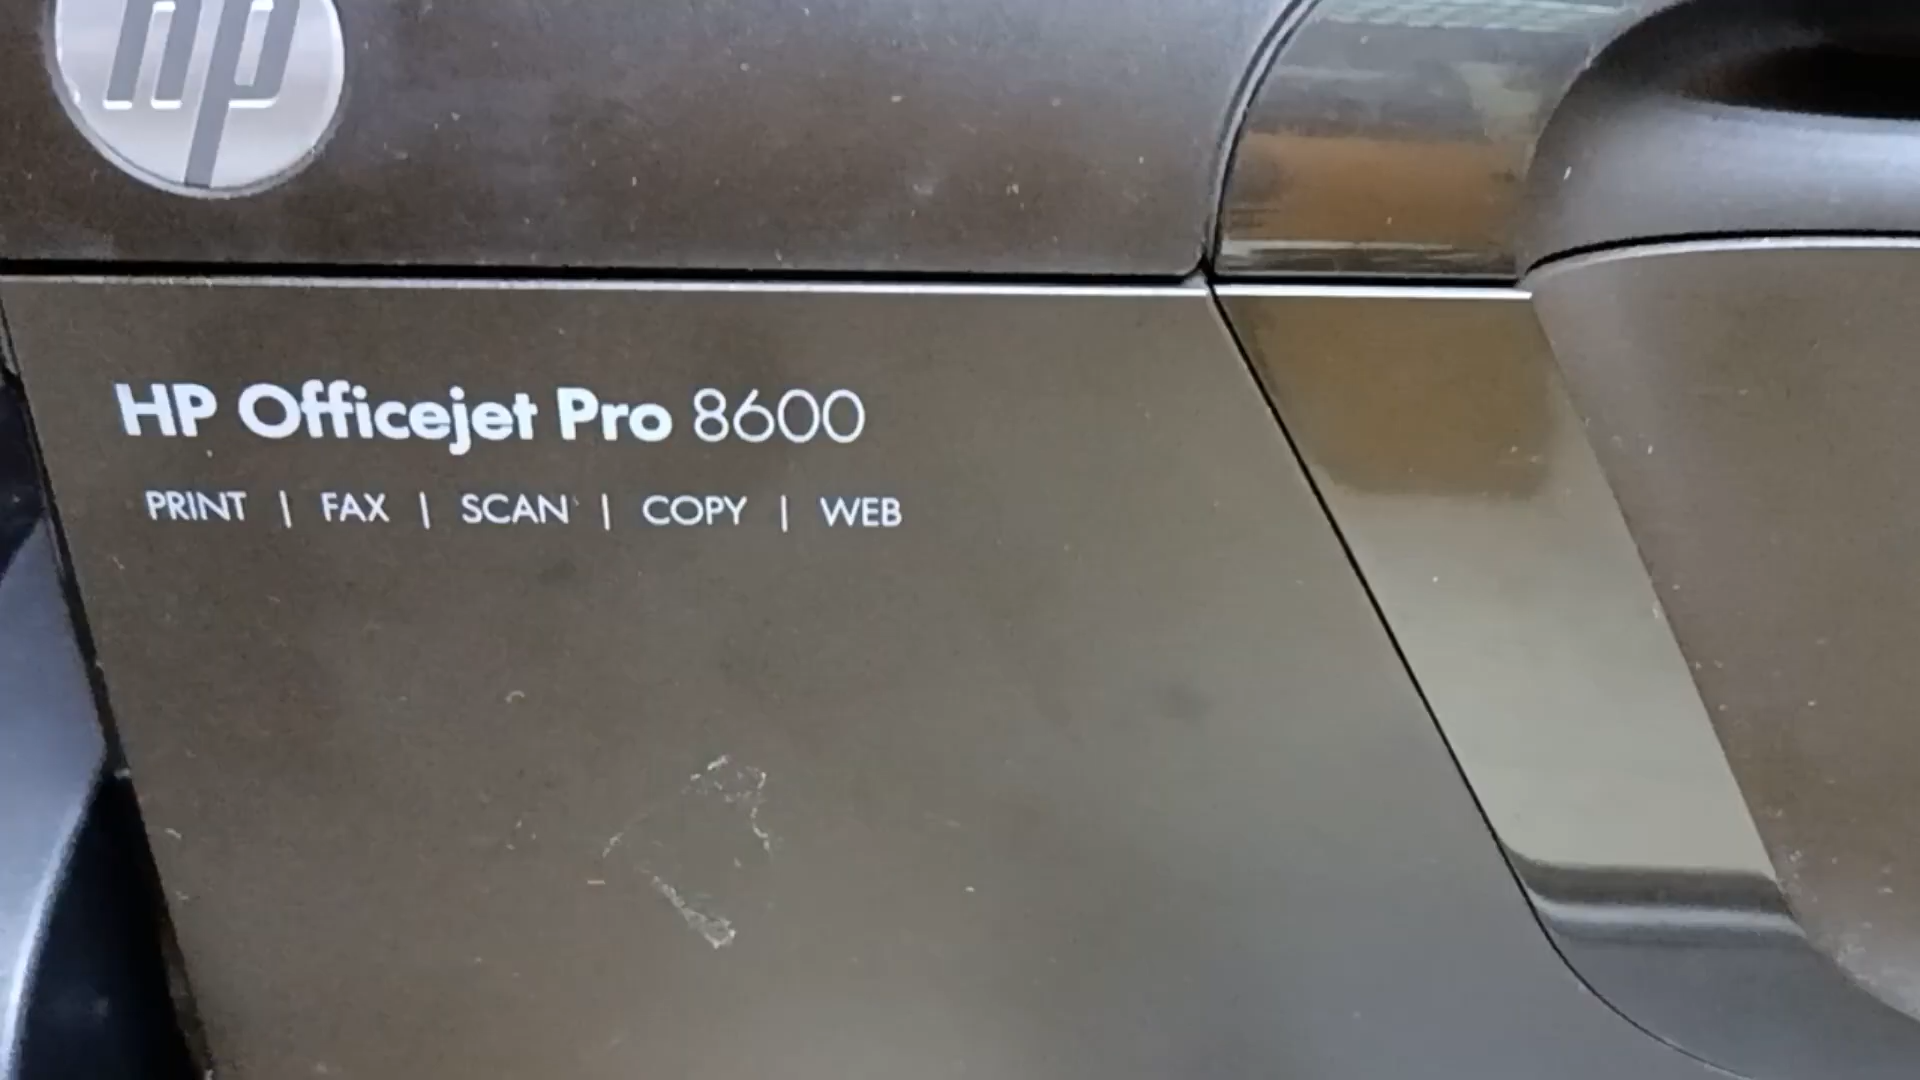 hp
HP Officejet Pro 8600
PRINT | FAX | SCAN | COPY | WEB